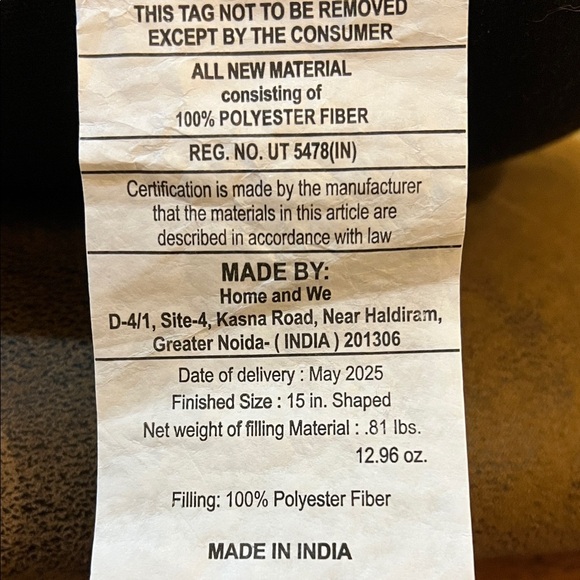 THIS TAG NOT TO BE REMOVED
EXCEPT BY THE CONSUMER
ALL NEW MATERIAL
consisting of
100% POLYESTER FIBER
REG. NO. UT 5478(IN)
Certification is made by the manufacturer
that the materials in this article are
described in accordance with law
MADE BY:
Home and We
D-4/1, Site-4, Kasna Road, Near Haldiram,
Greater Noida- ( INDIA ) 201306
Date of delivery : May 2025
Finished Size : 15 in. Shaped
Net weight of filling Material : .81 lbs.
12.96 oz.
Filling: 100% Polyester Fiber
MADE IN INDIA